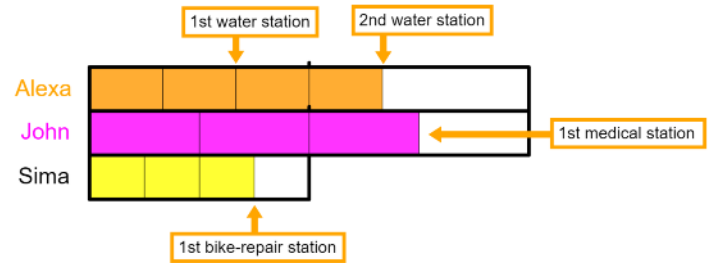 1st water station
2nd water station
Alexa
John
1st medical station
Sima
1st bike-repair station